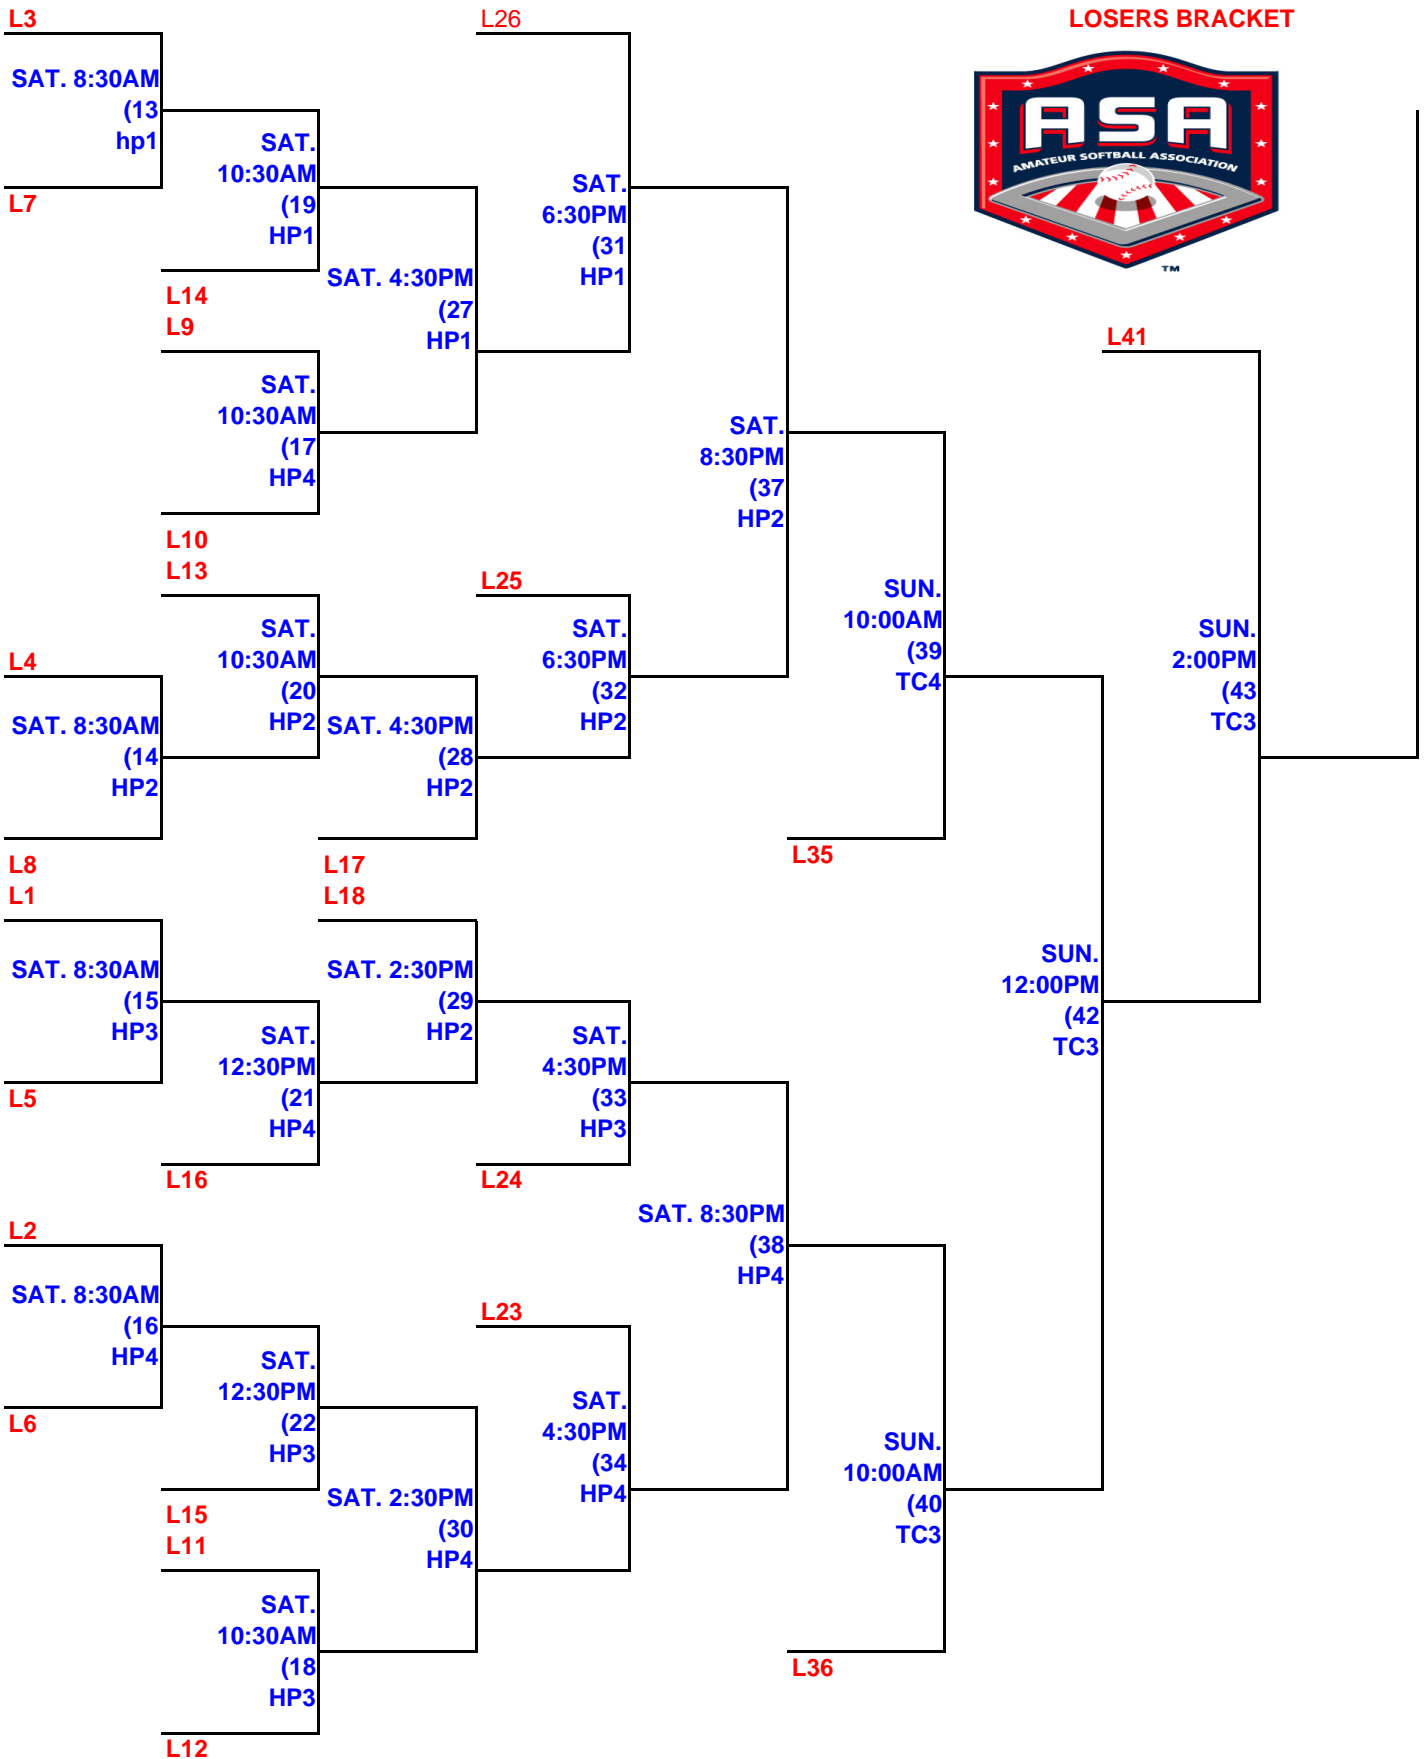 L3
L26
LOSERS BRACKET
SAT. 8:30AM
(13
hp1
L7
SAT.
10:30AM
(19
HP1
L14
L9
SAT. 4:30PM
(27
HP1
SAT.
6:30PM
(31
HP1
ASA
AMATEUR SOFTBALL ASSOCIATION
TM
L41
SAT.
10:30AM
(17
HP4
L10
L13
SAT.
8:30PM
(37
HP2
L25
SAT.
10:30AM
(20
HP2
L4
SAT. 8:30AM
(14
HP2
L8
L1
SAT. 4:30PM
(28
HP2
L17
L18
SAT.
6:30PM
(32
HP2
SUN.
10:00AM
(39
TC4
L35
SUN.
2:00PM
(43
TC3
SAT. 8:30AM
(15
HP3
L5
SAT. 2:30PM
(29
HP2
SAT.
12:30PM
(21
HP4
L16
SAT.
4:30PM
(33
HP3
L24
SUN.
12:00PM
(42
TC3
L2
SAT. 8:30AM
(16
HP4
L6
SAT. 8:30PM
(38
HP4
L23
SAT.
12:30PM
(22
HP3
L15
L11
SAT. 2:30PM
(30
HP4
SAT.
4:30PM
(34
HP4
SUN.
10:00AM
(40
TC3
L36
SAT.
10:30AM
(18
HP3
L12